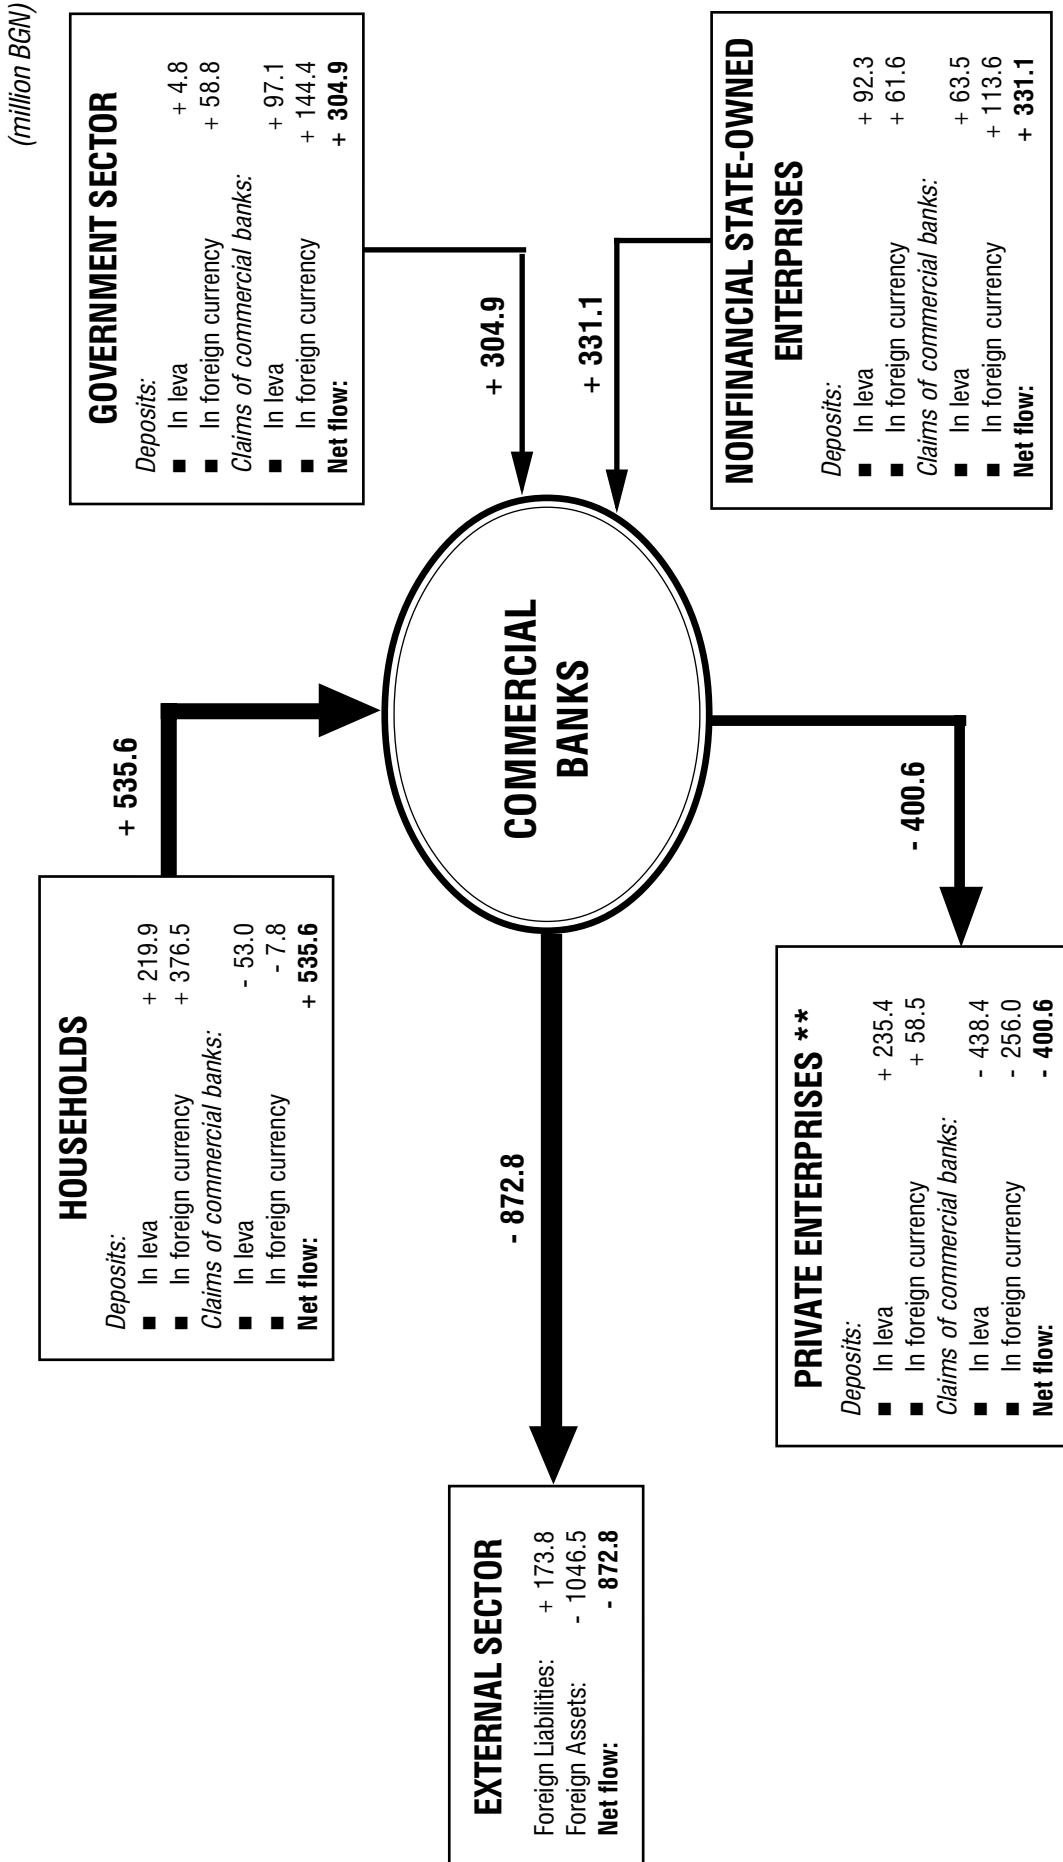 (million BGN)
HOUSEHOLDS
Deposits:
■ In leva + 219.9
■ In foreign currency + 376.5
Claims of commercial banks:
■ In leva - 53.0
■ In foreign currency - 7.8
Net flow: + 535.6
+ 535.6
GOVERNMENT SECTOR
Deposits:
■ In leva + 4.8
■ In foreign currency + 58.8
Claims of commercial banks:
■ In leva + 97.1
■ In foreign currency + 144.4
Net flow: + 304.9
+ 304.9
EXTERNAL SECTOR
Foreign Liabilities: + 173.8
Foreign Assets: - 1046.5
Net flow: - 872.8
- 872.8
COMMERCIAL
BANKS
+ 331.1
- 400.6
PRIVATE ENTERPRISES **
Deposits:
■ In leva + 235.4
■ In foreign currency + 58.5
Claims of commercial banks:
■ In leva - 438.4
■ In foreign currency - 256.0
Net flow: - 400.6
NONFINANCIAL STATE-OWNED
ENTERPRISES
Deposits:
■ In leva + 92.3
■ In foreign currency + 61.6
Claims of commercial banks:
■ In leva + 63.5
■ In foreign currency + 113.6
Net flow: + 331.1